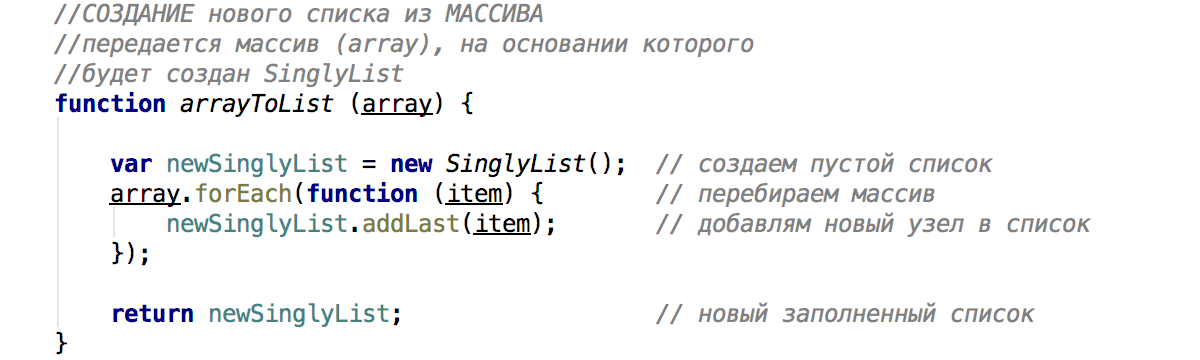 //СОЗДАНИЕ нового списка из МАССИВА
//передается массив (array), на основании которого
//будет создан SinglyList
function arrayToList (array) {
var newSinglyList = new SinglyList(); // создаем пустой список
array.forEach(function (item) { // перебираем массив
newSinglyList.addLast(item); // добавлям новый узел в список
});
return newSinglyList; // новый заполненный список
}